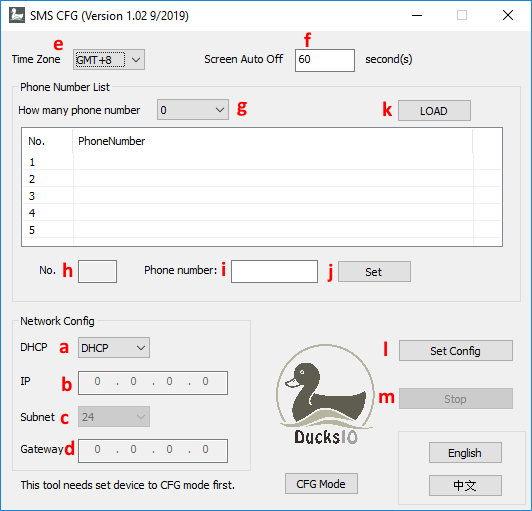 SMS CFG (Version 1.02 9/2019)
e f
Time Zone GMT+8 Screen Auto Off 60 second(s)
Phone Number List
How many phone number 0 g k LOAD
No. PhoneNumber
1
2
3
4
5
No. h Phone number: i j Set
Network Config
DHCP a DHCP l Set Config
IP b 0 . 0 . 0 . 0
m Stop
Subnet c 24
Ducks10
Gateway d 0 . 0 . 0 . 0
English
This tool needs set device to CFG mode first. CFG Mode 中文